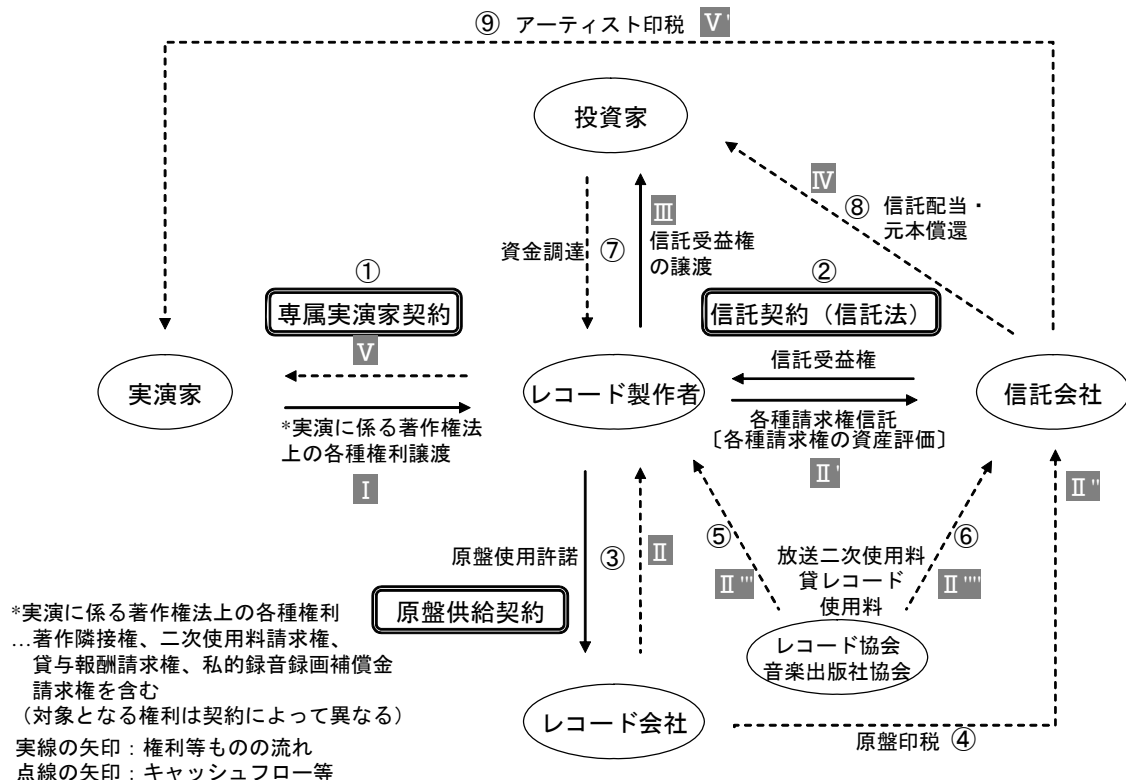 ⑨ アーティスト印税 Ⅴ'
投資家
Ⅳ
⑧ 信託配当・
元本償還
資金調達 ⑦
Ⅲ
信託受益権
の譲渡
①
専属実演家契約
Ⅴ
②
信託契約（信託法）
信託受益権
実演家
レコード製作者
信託会社
*実演に係る著作権法
上の各種権利譲渡
Ⅰ
各種請求権信託
〔各種請求権の資産評価〕
Ⅱ'
Ⅱ''
原盤使用許諾 ③
Ⅱ
⑤
Ⅱ'''
放送二次使用料
貸レコード
使用料
⑥
Ⅱ''''
原盤供給契約
レコード協会
音楽出版社協会
*実演に係る著作権法上の各種権利
…著作隣接権、二次使用料請求権、
貸与報酬請求権、私的録音録画補償金
請求権を含む
（対象となる権利は契約によって異なる）
レコード会社
原盤印税 ④
実線の矢印：権利等ものの流れ
点線の矢印：キャッシュフロー等